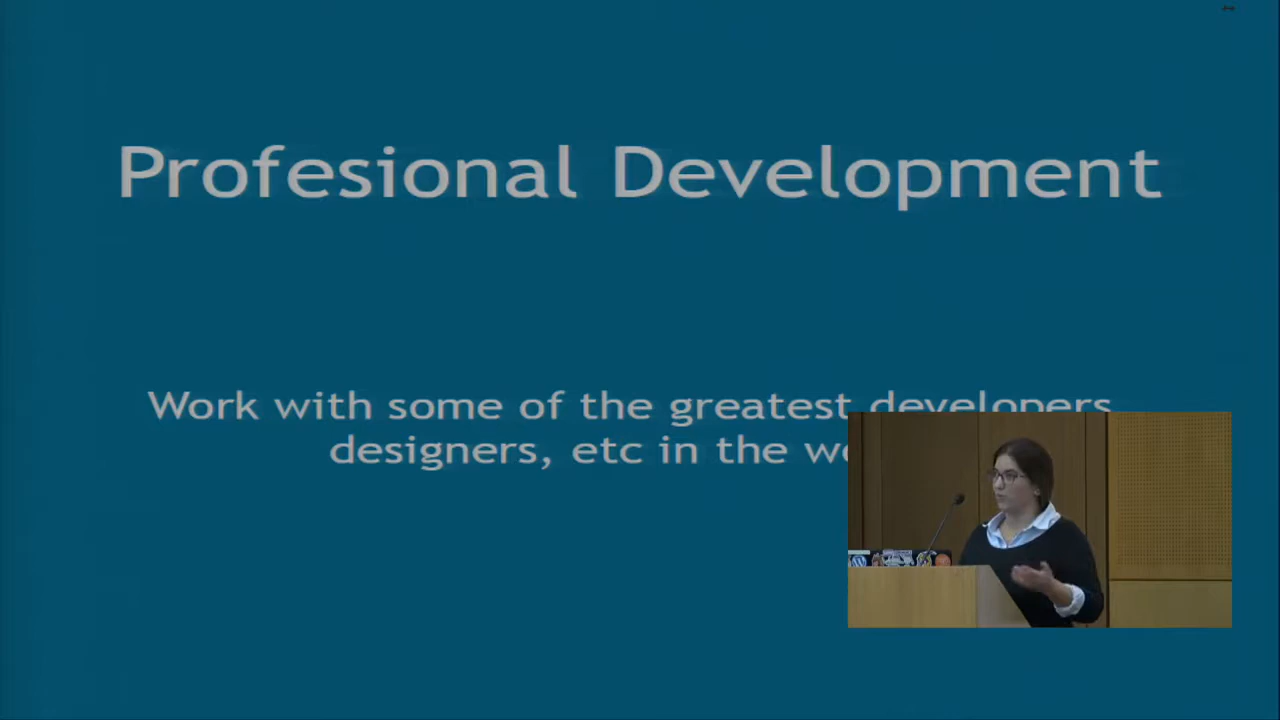 Profesional Development
Work with some of the greatest developers
designers, etc in the